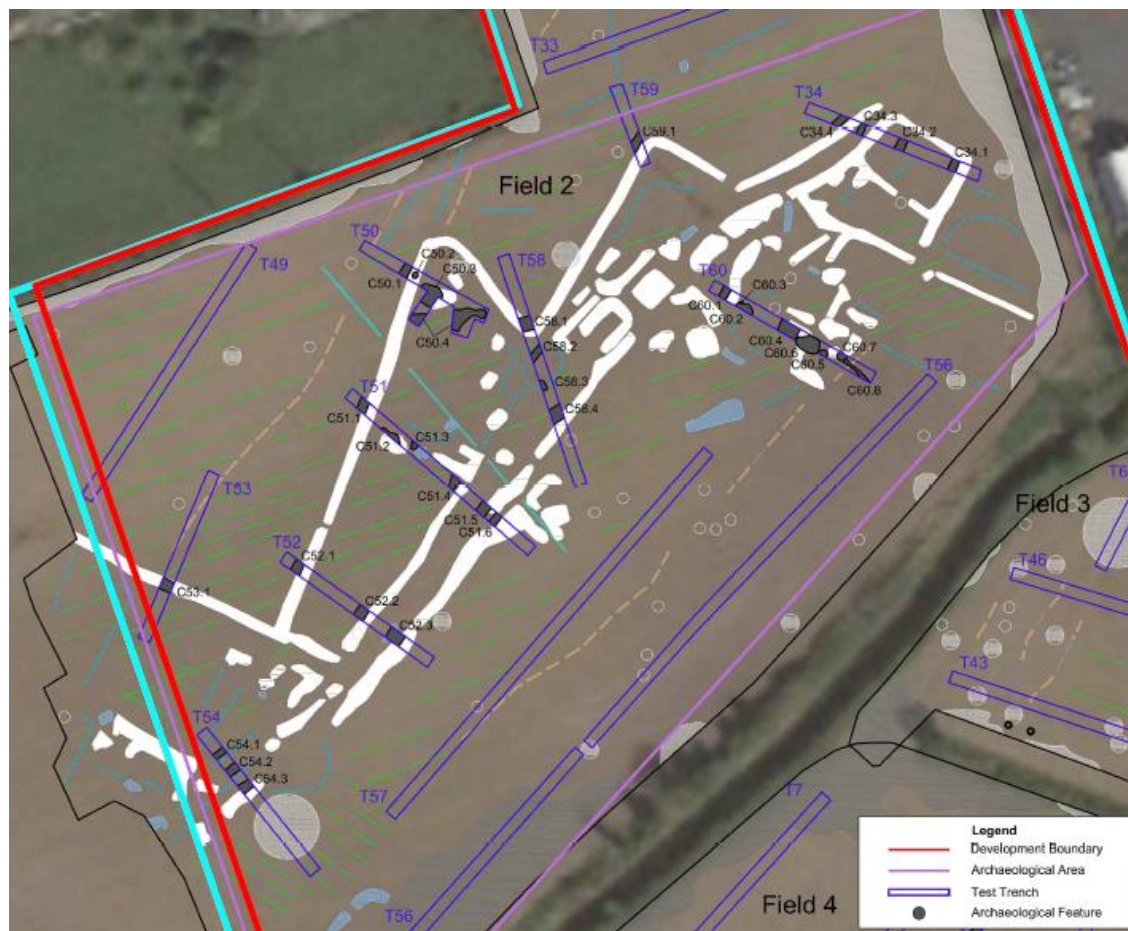 T33
T59
T34
C34.3
C34.4
C34.2
C59.1
C34.1
Field 2
T50
C50.2
T49
C50.3
T58
C50.1
T60
C60.3
C60.1
C60.2
C58.1
C50.4
C60.4
C58.2
C60.7
C60.6
C60.5
T56
C60.8
T51
C58.3
C51.1
C58.4
C51.3
C51.2
T53
T6
C51.4
Field 3
C51.5
C51.6
T52
C52.1
T46
C53.1
C52.2
C52.3
T43
T54
C54.1
C54.2
C54.3
T57
T7
Legend
Development Boundary
Archaeological Area
Test Trench
Field 4
T56
Archaeological Feature